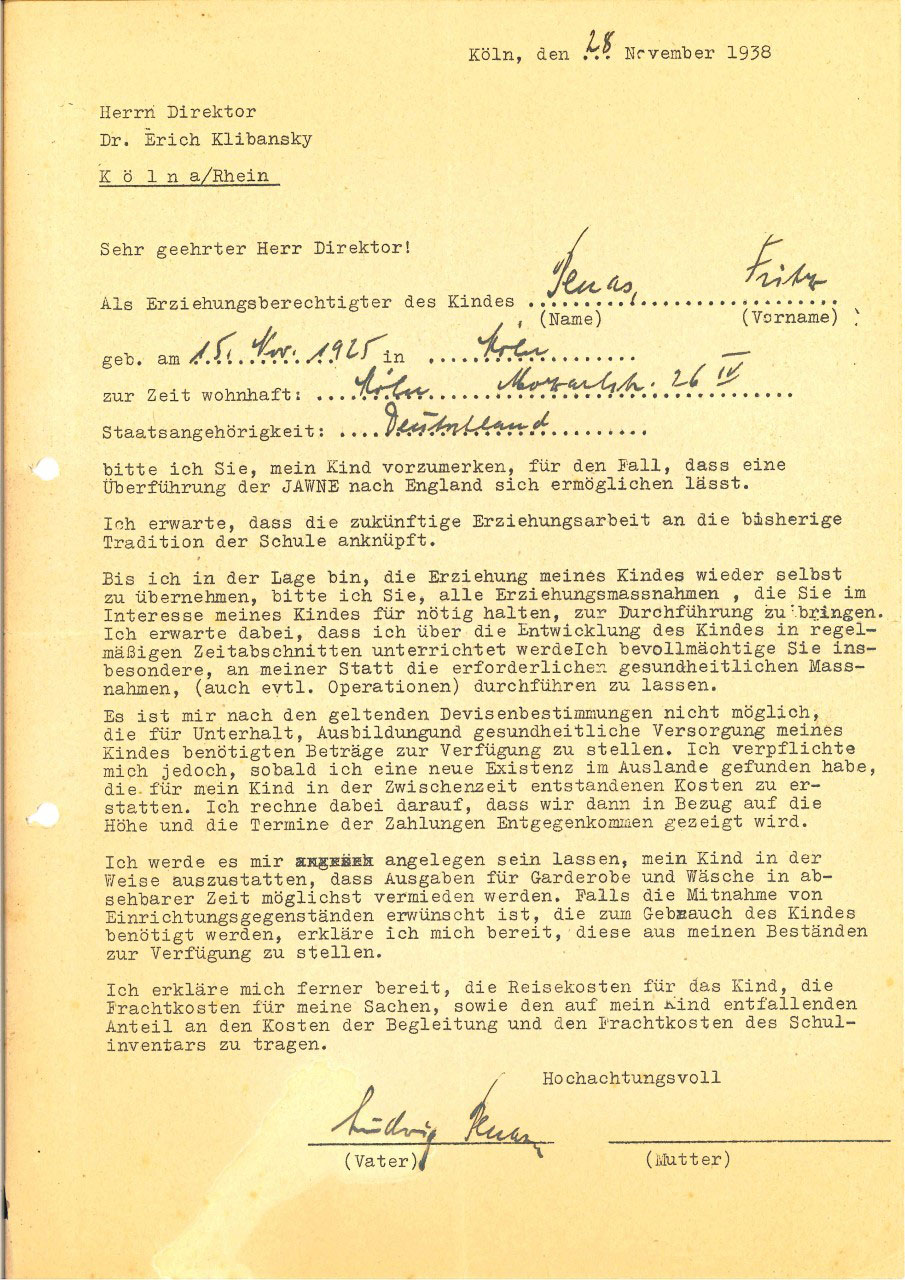 Köln, den 28 November 1938
Herrn Direktor
Dr. Erich Klibansky
K ö l n a/Rhein
Sehr geehrter Herr Direktor!
Als Erziehungsberechtigter des Kindes Penas, Fritz
(Name) (Vorname)
geb. am 15. Nov. 1925 in Köln
zur Zeit wohnhaft: Köln Mozartstr. 26 IV
Staatsangehörigkeit: Deutschland
bitte ich Sie, mein Kind vorzumerken, für den Fall, dass eine
Überführung der JAWNE nach England sich ermöglichen lässt.
Ich erwarte, dass die zukünftige Erziehungsarbeit an die bisherige
Tradition der Schule anknüpft.
Bis ich in der Lage bin, die Erziehung meines Kindes wieder selbst
zu übernehmen, bitte ich Sie, alle Erziehungsmassnahmen , die Sie im
Interesse meines Kindes für nötig halten, zur Durchführung zu bringen.
Ich erwarte dabei, dass ich über die Entwicklung des Kindes in regel-
mäßigen Zeitabschnitten unterrichtet werdeIch bevollmächtige Sie ins-
besondere, an meiner Statt die erforderlichen gesundheitlichen Mass-
nahmen, (auch evtl. Operationen) durchführen zu lassen.
Es ist mir nach den geltenden Devisenbestimmungen nicht möglich,
die für Unterhalt, Ausbildungund gesundheitliche Versorgung meines
Kindes benötigten Beträge zur Verfügung zu stellen. Ich verpflichte
mich jedoch, sobald ich eine neue Existenz im Auslande gefunden habe,
die für mein Kind in der Zwischenzeit entstandenen Kosten zu er-
statten. Ich rechne dabei darauf, dass wir dann in Bezug auf die
Höhe und die Termine der Zahlungen Entgegenkommen gezeigt wird.
Ich werde es mir angelegen sein lassen, mein Kind in der
Weise auszustatten, dass Ausgaben für Garderobe und Wäsche in ab-
sehbarer Zeit möglichst vermieden werden. Falls die Mitnahme von
Einrichtungsgegenständen erwünscht ist, die zum Gebrauch des Kindes
benötigt werden, erkläre ich mich bereit, diese aus meinen Beständen
zur Verfügung zu stellen.
Ich erkläre mich ferner bereit, die Reisekosten für das Kind, die
Frachtkosten für meine Sachen, sowie den auf mein Kind entfallenden
Anteil an den Kosten der Begleitung und den Frachtkosten des Schul-
inventars zu tragen.
Hochachtungsvoll
Ludwig Penas
(Vater) (Mutter)